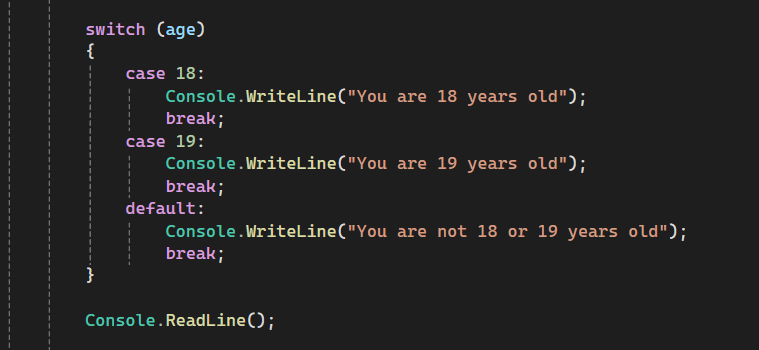 switch (age)
{
case 18:
Console.WriteLine("You are 18 years old");
break;
case 19:
Console.WriteLine("You are 19 years old");
break;
default:
Console.WriteLine("You are not 18 or 19 years old");
break;
}
Console.ReadLine();